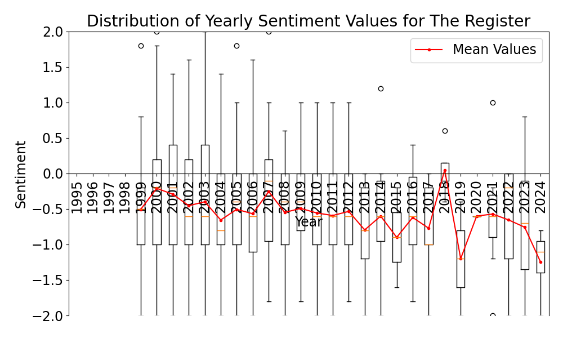 Distribution of Yearly Sentiment Values for The Register
2.0
1.5
1.0
0.5
0.0
−0.5
−1.0
−1.5
−2.0
Sentiment
Mean Values
1995 1996 1997 1998 1999 2000 2001 2002 2003 2004 2005 2006 2007 2008 2009 2010 2011 2012 2013 2014 2015 2016 2017 2018 2019 2020 2021 2022 2023 2024
Year